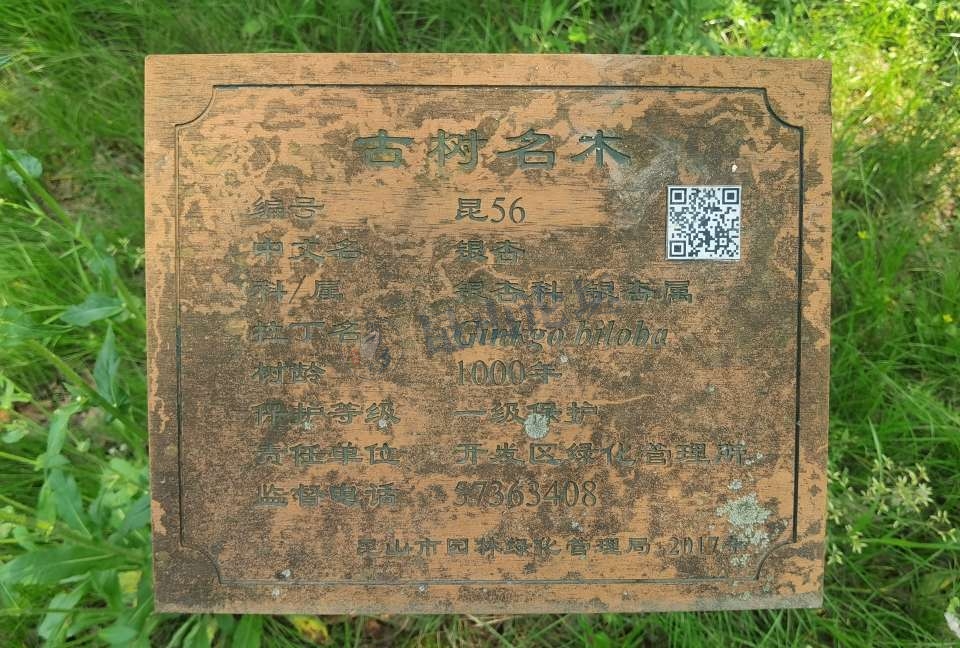 古树名木
编号 昆56
中文名 银杏
科/属 银杏科 银杏属
拉丁名 Ginkgo biloba
树龄 1000年
保护等级 一级保护
责任单位 开发区绿化管理所
监督电话 57363408
昆山市园林绿化管理局 2017年